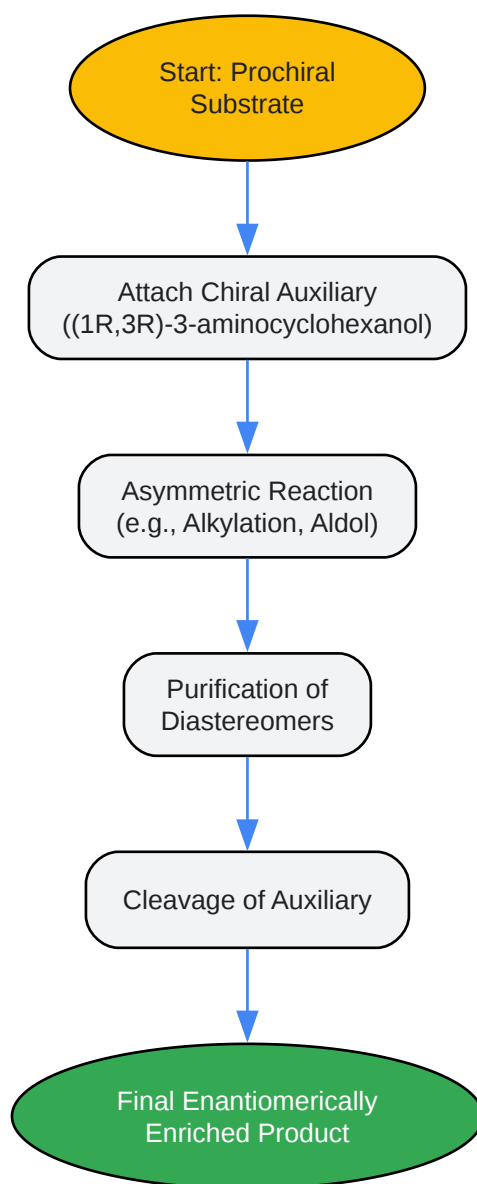 Start: Prochiral
Substrate
Attach Chiral Auxiliary
((1R,3R)-3-aminocyclohexanol)
Asymmetric Reaction
(e.g., Alkylation, Aldol)
Purification of
Diastereomers
Cleavage of Auxiliary
Final Enantiomerically
Enriched Product